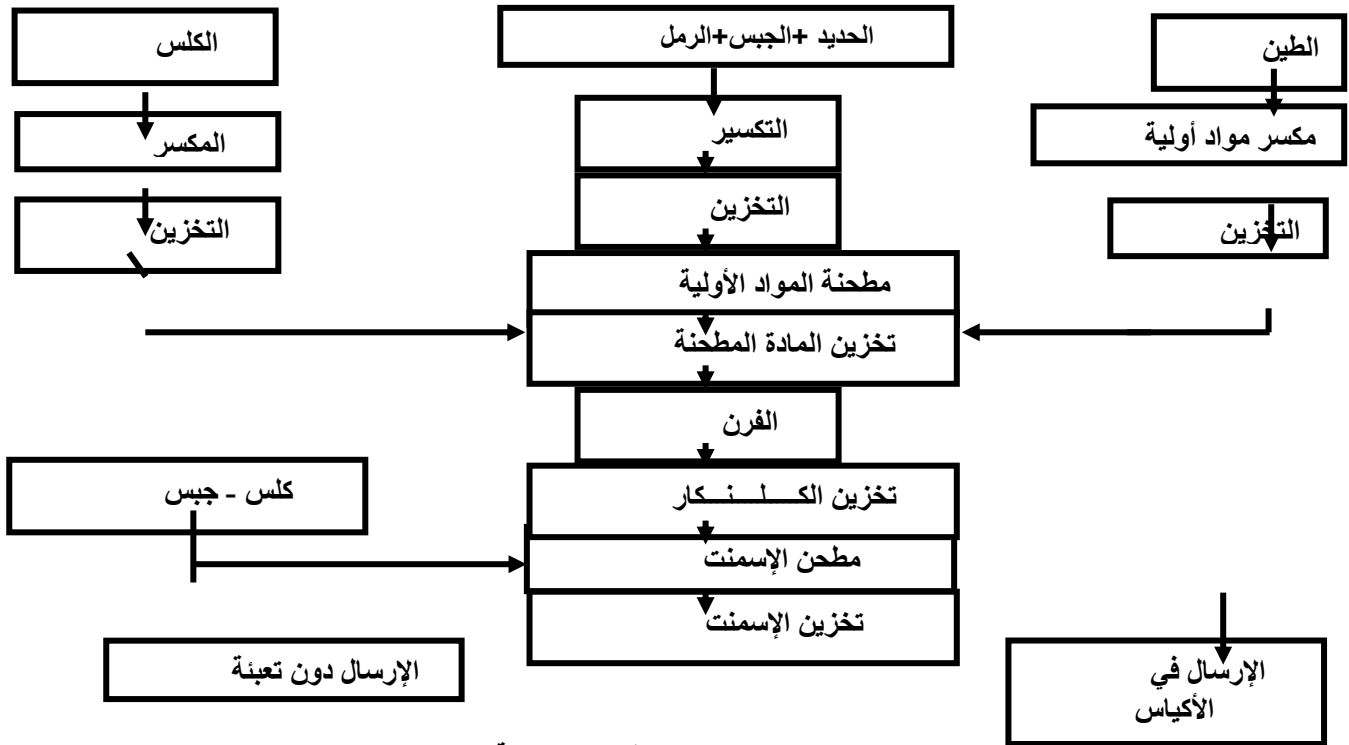 الكلس
الحديد +الجبس+الرمل
الطين
المكسر
التكسير
مكسر مواد أولية
التخزين
التخزين
التخزين
مطحنة المواد الأولية
تخزين المادة المطحنة
الفرن
كلس - جبس
تخزين الكـــلـــنـــكار
مطحن الإسمنت
تخزين الإسمنت
الإرسال دون تعبئة
الإرسال في
الأكياس